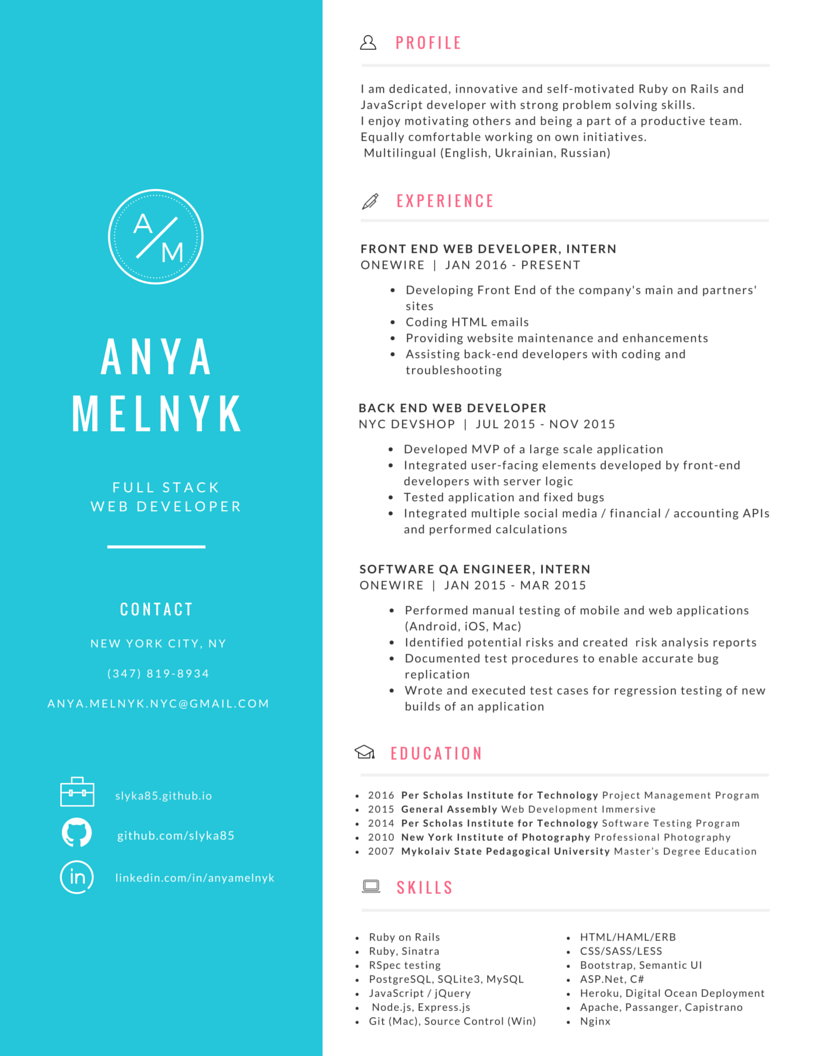 A
M
ANYA
MELNYK
FULL STACK
WEB DEVELOPER
CONTACT
NEW YORK CITY, NY
(347) 819-8934
ANYA.MELNYK.NYC@GMAIL.COM
slyka85.github.io
github.com/slyka85
in
linkedin.com/in/anyamelnyk
PROFILE
I am dedicated, innovative and self-motivated Ruby on Rails and
JavaScript developer with strong problem solving skills.
I enjoy motivating others and being a part of a productive team.
Equally comfortable working on own initiatives.
Multilingual (English, Ukrainian, Russian)
EXPERIENCE
FRONT END WEB DEVELOPER, INTERN
ONEWIRE | JAN 2016 - PRESENT
• Developing Front End of the company's main and partners'
sites
• Coding HTML emails
• Providing website maintenance and enhancements
• Assisting back-end developers with coding and
troubleshooting
BACK END WEB DEVELOPER
NYC DEVSHOP | JUL 2015 - NOV 2015
• Developed MVP of a large scale application
• Integrated user-facing elements developed by front-end
developers with server logic
• Tested application and fixed bugs
• Integrated multiple social media / financial / accounting APIs
and performed calculations
SOFTWARE QA ENGINEER, INTERN
ONEWIRE | JAN 2015 - MAR 2015
• Performed manual testing of mobile and web applications
(Android, iOS, Mac)
• Identified potential risks and created risk analysis reports
• Documented test procedures to enable accurate bug
replication
• Wrote and executed test cases for regression testing of new
builds of an application
EDUCATION
• 2016 Per Scholas Institute for Technology Project Management Program
• 2015 General Assembly Web Development Immersive
• 2014 Per Scholas Institute for Technology Software Testing Program
• 2010 New York Institute of Photography Professional Photography
• 2007 Mykolaiv State Pedagogical University Master's Degree Education
SKILLS
• Ruby on Rails
• Ruby, Sinatra
• RSpec testing
• PostgreSQL, SQLite3, MySQL
• JavaScript / jQuery
• Node.js, Express.js
• Git (Mac), Source Control (Win)
• HTML/HAML/ERB
• CSS/SASS/LESS
• Bootstrap, Semantic UI
• ASP.Net, C#
• Heroku, Digital Ocean Deployment
• Apache, Passanger, Capistrano
• Nginx